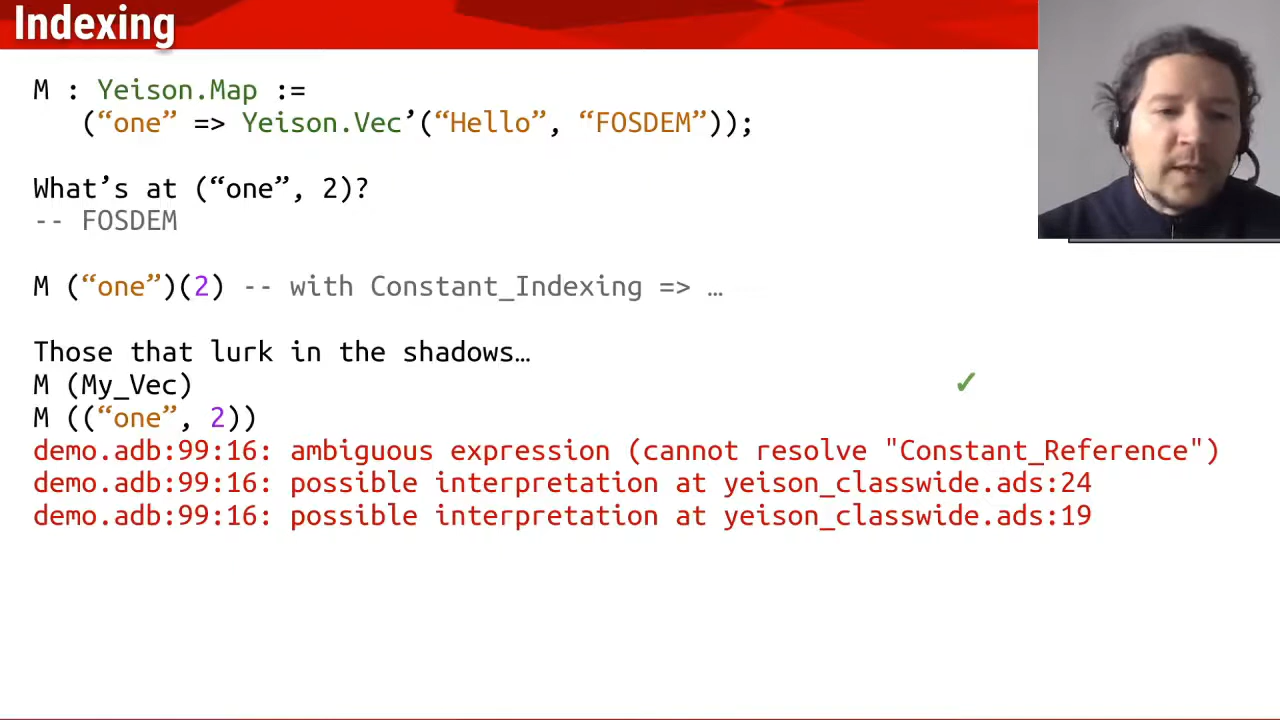 Indexing
M : Yeison.Map :=
(“one” => Yeison.Vec’(“Hello”, “FOSDEM”));
What’s at (“one”, 2)?
-- FOSDEM
M (“one”)(2) -- with Constant_Indexing => …
Those that lurk in the shadows…
M (My_Vec) ✓
M ((“one”, 2))
demo.adb:99:16: ambiguous expression (cannot resolve "Constant_Reference")
demo.adb:99:16: possible interpretation at yeison_classwide.ads:24
demo.adb:99:16: possible interpretation at yeison_classwide.ads:19